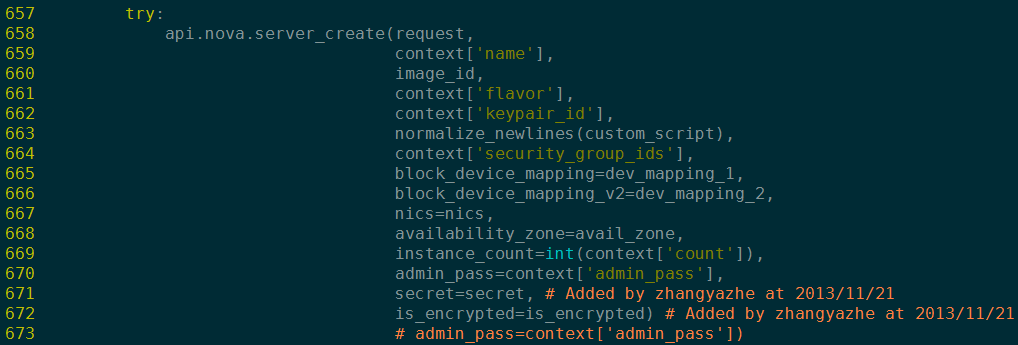 657         try:
658             api.nova.server_create(request,
659                                    context['name'],
660                                    image_id,
661                                    context['flavor'],
662                                    context['keypair_id'],
663                                    normalize_newlines(custom_script),
664                                    context['security_group_ids'],
665                                    block_device_mapping=dev_mapping_1,
666                                    block_device_mapping_v2=dev_mapping_2,
667                                    nics=nics,
668                                    availability_zone=avail_zone,
669                                    instance_count=int(context['count']),
670                                    admin_pass=context['admin_pass'],
671                                    secret=secret, # Added by zhangyazhe at 2013/11/21
672                                    is_encrypted=is_encrypted) # Added by zhangyazhe at 2013/11/21
673                                    # admin_pass=context['admin_pass'])